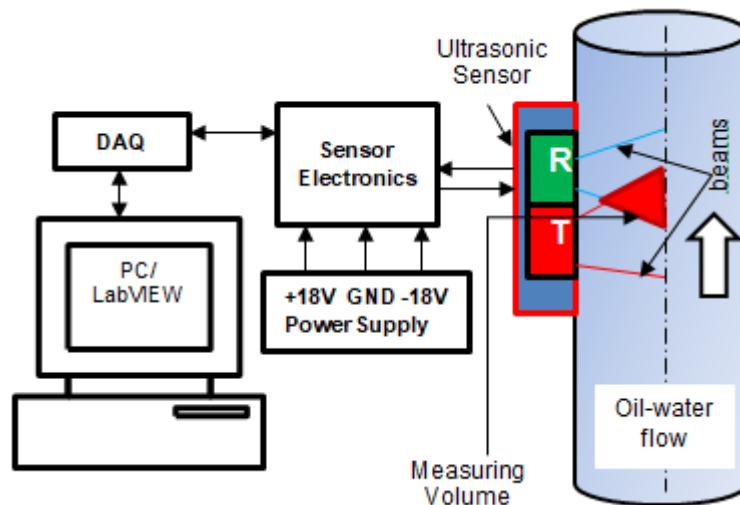 Ultrasonic
Sensor
DAQ
Sensor
Electronics
R
T
beams
PC/
LabVIEW
+18V GND -18V
Power Supply
Oil-water
flow
Measuring
Volume